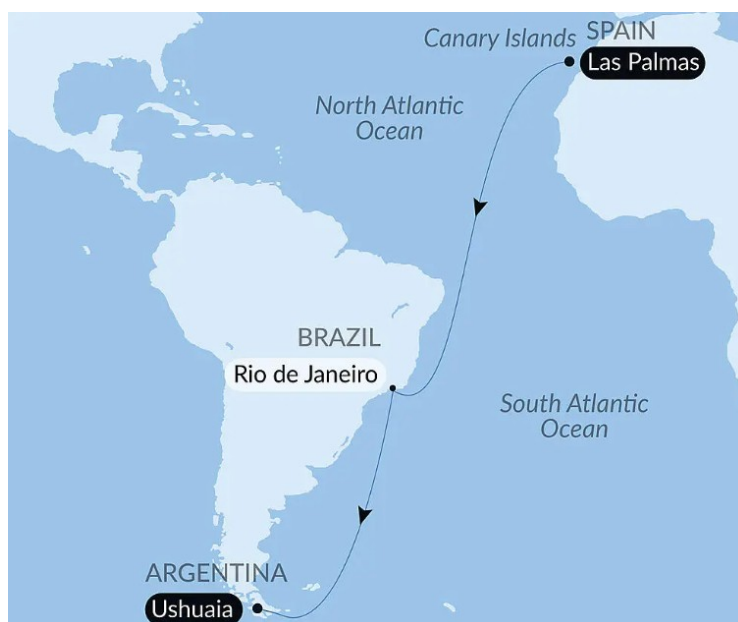 SPAIN
Canary Islands
Las Palmas
North Atlantic
Ocean
BRAZIL
Rio de Janeiro
South Atlantic
Ocean
ARGENTINA
Ushuaia